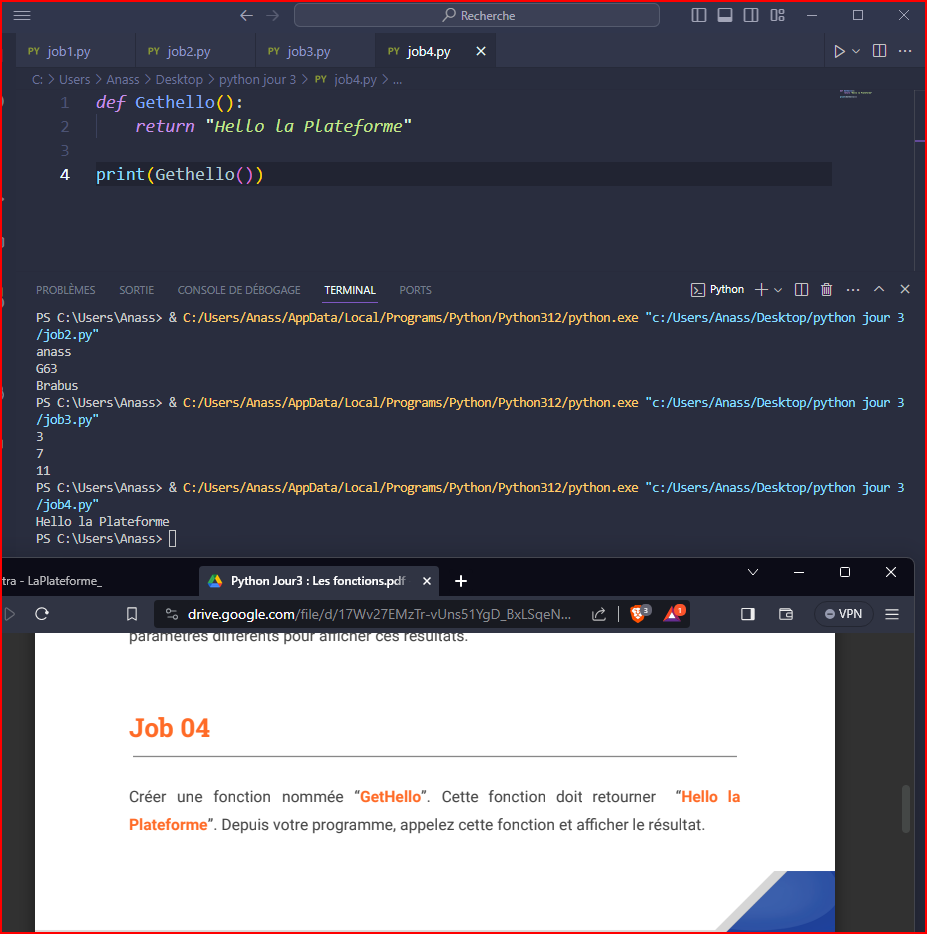 Recherche
PY job1.py PY job2.py PY job3.py PY job4.py
C: > Users > Anass > Desktop > python jour 3 > PY job4.py > ...
1 def Gethello():
2 return "Hello la Plateforme"
3
4 print(Gethello())
PROBLÈMES SORTIE CONSOLE DE DÉBOGAGE TERMINAL PORTS Python
PS C:\Users\Anass> & C:/Users/Anass/AppData/Local/Programs/Python/Python312/python.exe "c:/Users/Anass/Desktop/python jour 3
/job2.py"
anass
G63
Brabus
PS C:\Users\Anass> & C:/Users/Anass/AppData/Local/Programs/Python/Python312/python.exe "c:/Users/Anass/Desktop/python jour 3
/job3.py"
3
7
11
PS C:\Users\Anass> & C:/Users/Anass/AppData/Local/Programs/Python/Python312/python.exe "c:/Users/Anass/Desktop/python jour 3
/job4.py"
Hello la Plateforme
PS C:\Users\Anass>
tra - LaPlateforme_ Python Jour3 : Les fonctions.pdf
drive.google.com/file/d/17Wv27EMzTr-vUns51YgD_BxLSqeN... 3 1 VPN
paramètres différents pour afficher ces résultats.
Job 04
Créer une fonction nommée “GetHello”. Cette fonction doit retourner “Hello la
Plateforme”. Depuis votre programme, appelez cette fonction et afficher le résultat.